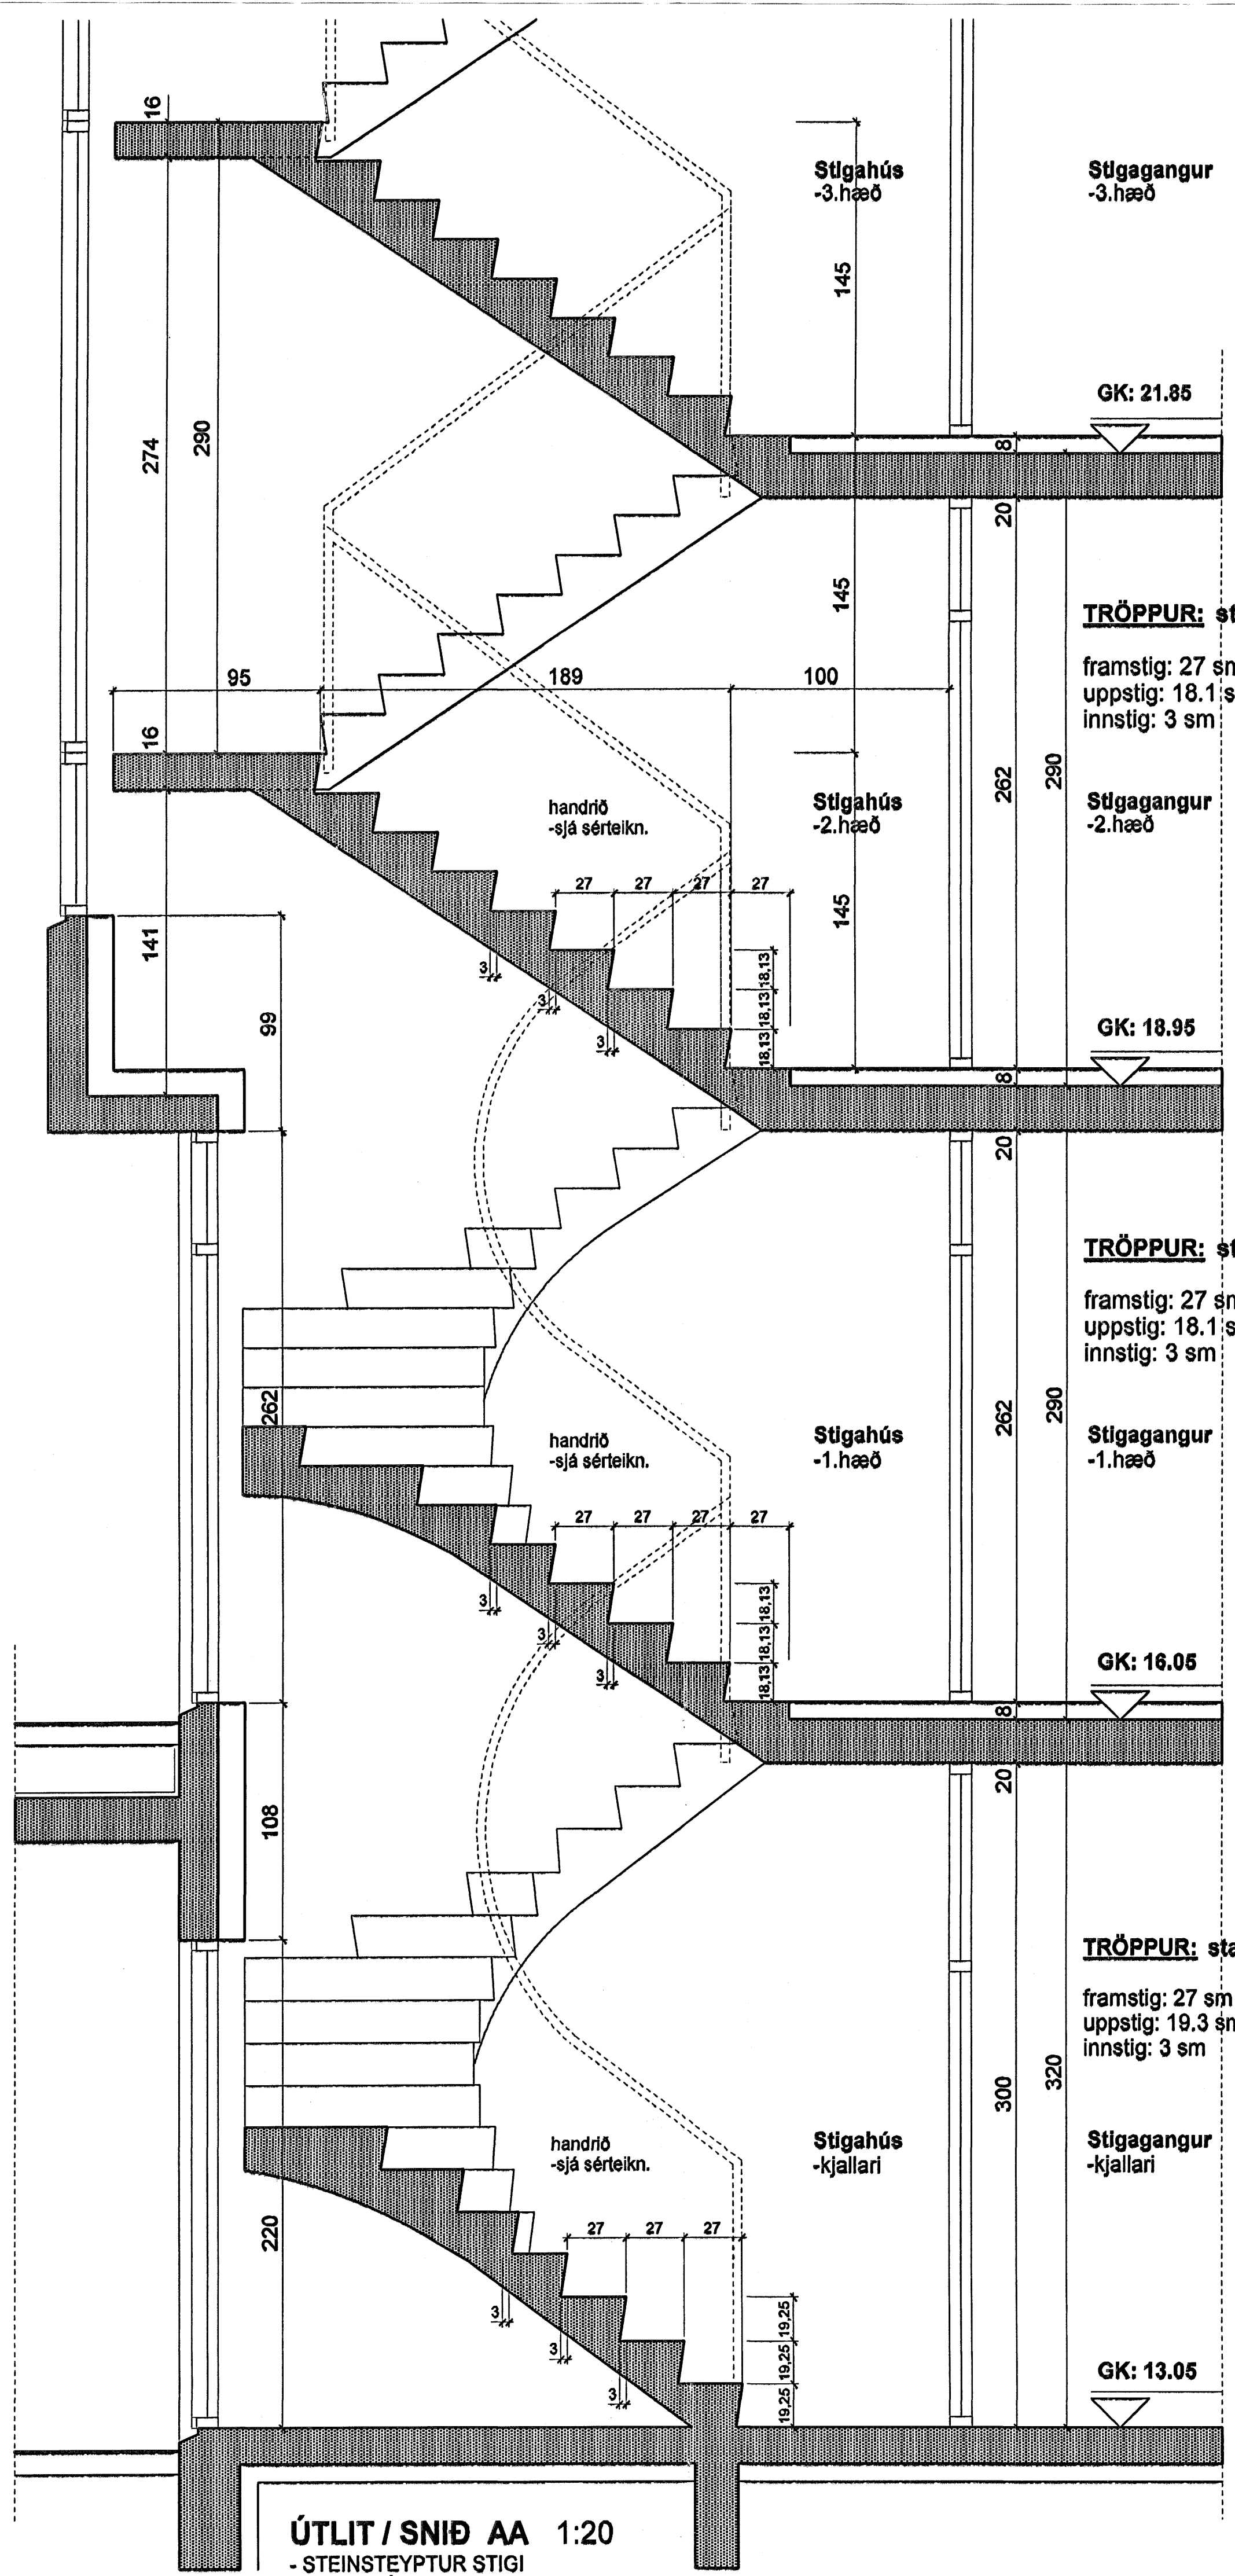 16
Stigahús
-3.hæð
Stigagangur
-3.hæð
145
GK: 21.85
274
290
8
20
145
TRÖPPUR:
framstig: 27
uppstig: 18.1
innstig: 3 sm
95
189
100
16
262
290
handrið
-sjá sérteikn.
Stigahús
-2.hæð
Stigagangur
-2.hæð
27 27 27 27
145
141
99
3
3
3
18,13
18,13
18,13
GK: 18.95
8
20
TRÖPPUR:
framstig: 27
uppstig: 18.1
innstig: 3 sm
262
262
290
handrið
-sjá sérteikn.
Stigahús
-1.hæð
Stigagangur
-1.hæð
27 27 27 27
3
3
3
18,13
18,13
18,13
GK: 16.05
8
20
108
TRÖPPUR:
framstig: 27 sm
uppstig: 19.3
innstig: 3 sm
300
320
handrið
-sjá sérteikn.
Stigahús
-kjallari
Stigagangur
-kjallari
220
27 27 27
3
3
3
19,25
19,25
19,25
GK: 13.05
ÚTLIT / SNIÐ AA 1:20
- STEINSTEYPTUR STIGI